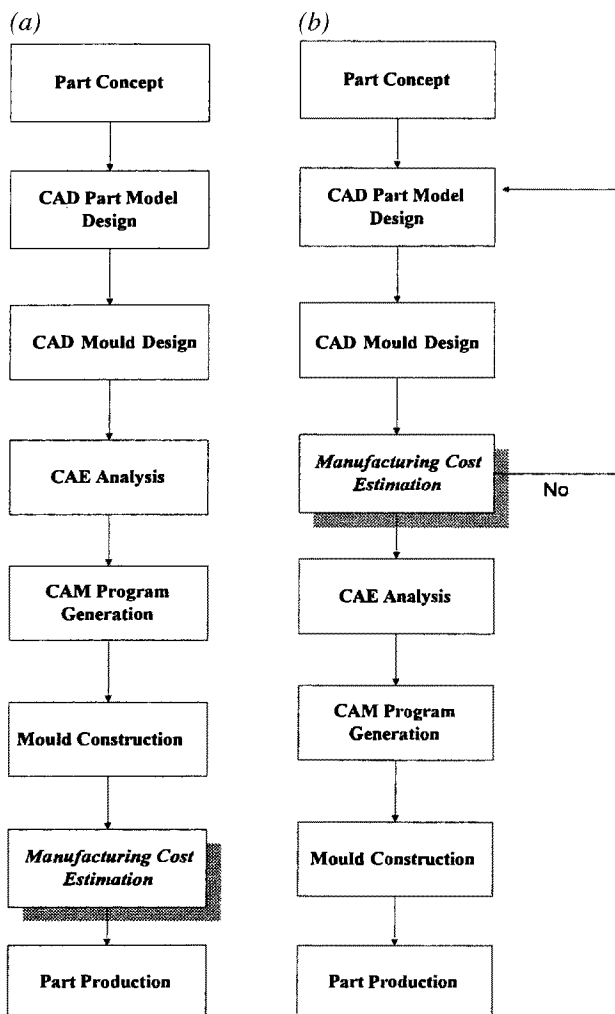 (a)
Part Concept
CAD Part Model
Design
CAD Mould Design
CAE Analysis
CAM Program
Generation
Mould Construction
Manufacturing Cost
Estimation
Part Production
(b)
Part Concept
CAD Part Model
Design
CAD Mould Design
Manufacturing Cost
Estimation
No
CAE Analysis
CAM Program
Generation
Mould Construction
Part Production